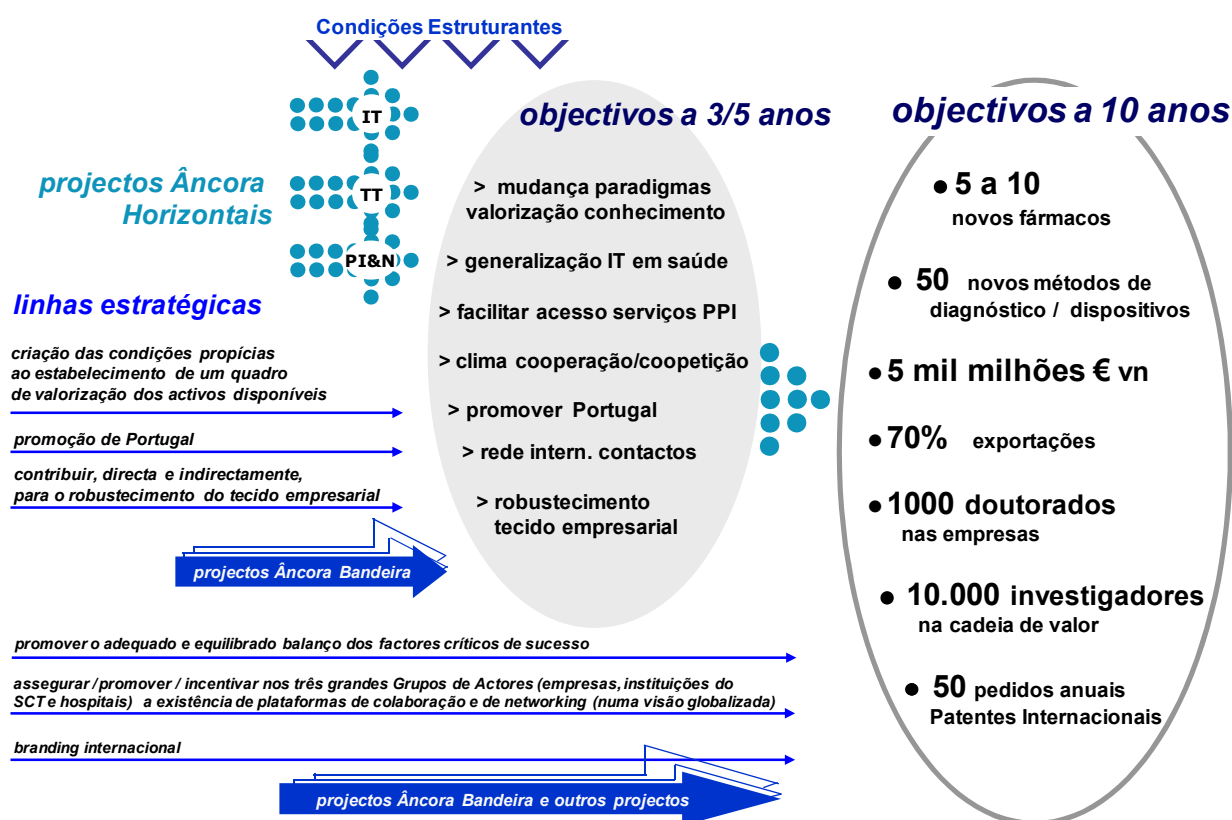 Condições Estruturantes
IT
TT
PI&N
projectos Âncora
Horizontais
linhas estratégicas
criação das condições propícias
ao estabelecimento de um quadro
de valorização dos activos disponíveis
promoção de Portugal
contribuir, directa e indirectamente,
para o robustecimento do tecido empresarial
projectos Âncora Bandeira
objectivos a 3/5 anos
> mudança paradigmas
valorização conhecimento
> generalização IT em saúde
> facilitar acesso serviços PPI
> clima cooperação/coopetição
> promover Portugal
> rede intern. contactos
> robustecimento
tecido empresarial
promover o adequado e equilibrado balanço dos factores críticos de sucesso
assegurar / promover / incentivar nos três grandes Grupos de Actores (empresas, instituições do
SCT e hospitais) a existência de plataformas de colaboração e de networking (numa visão globalizada)
branding internacional
projectos Âncora Bandeira e outros projectos
objectivos a 10 anos
● 5 a 10
novos fármacos
● 50 novos métodos de
diagnóstico / dispositivos
● 5 mil milhões € vn
● 70% exportações
● 1000 doutorados
nas empresas
● 10.000 investigadores
na cadeia de valor
● 50 pedidos anuais
Patentes Internacionais